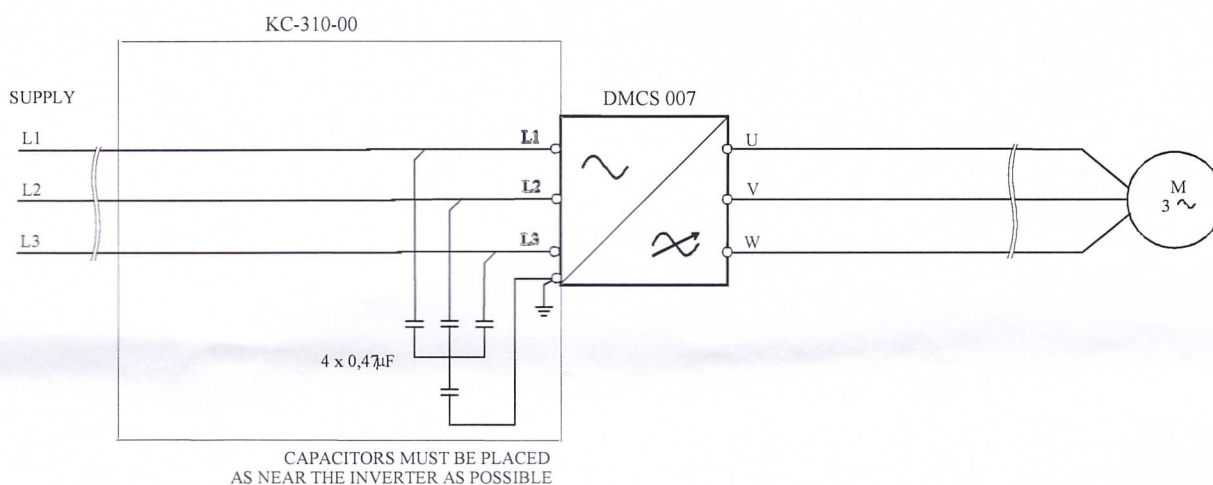 KC-310-00
SUPPLY
DMCS 007
L1
L1
U
L2
L2
V
M
3
L3
L3
W
4 x 0,47µF
CAPACITORS MUST BE PLACED
AS NEAR THE INVERTER AS POSSIBLE